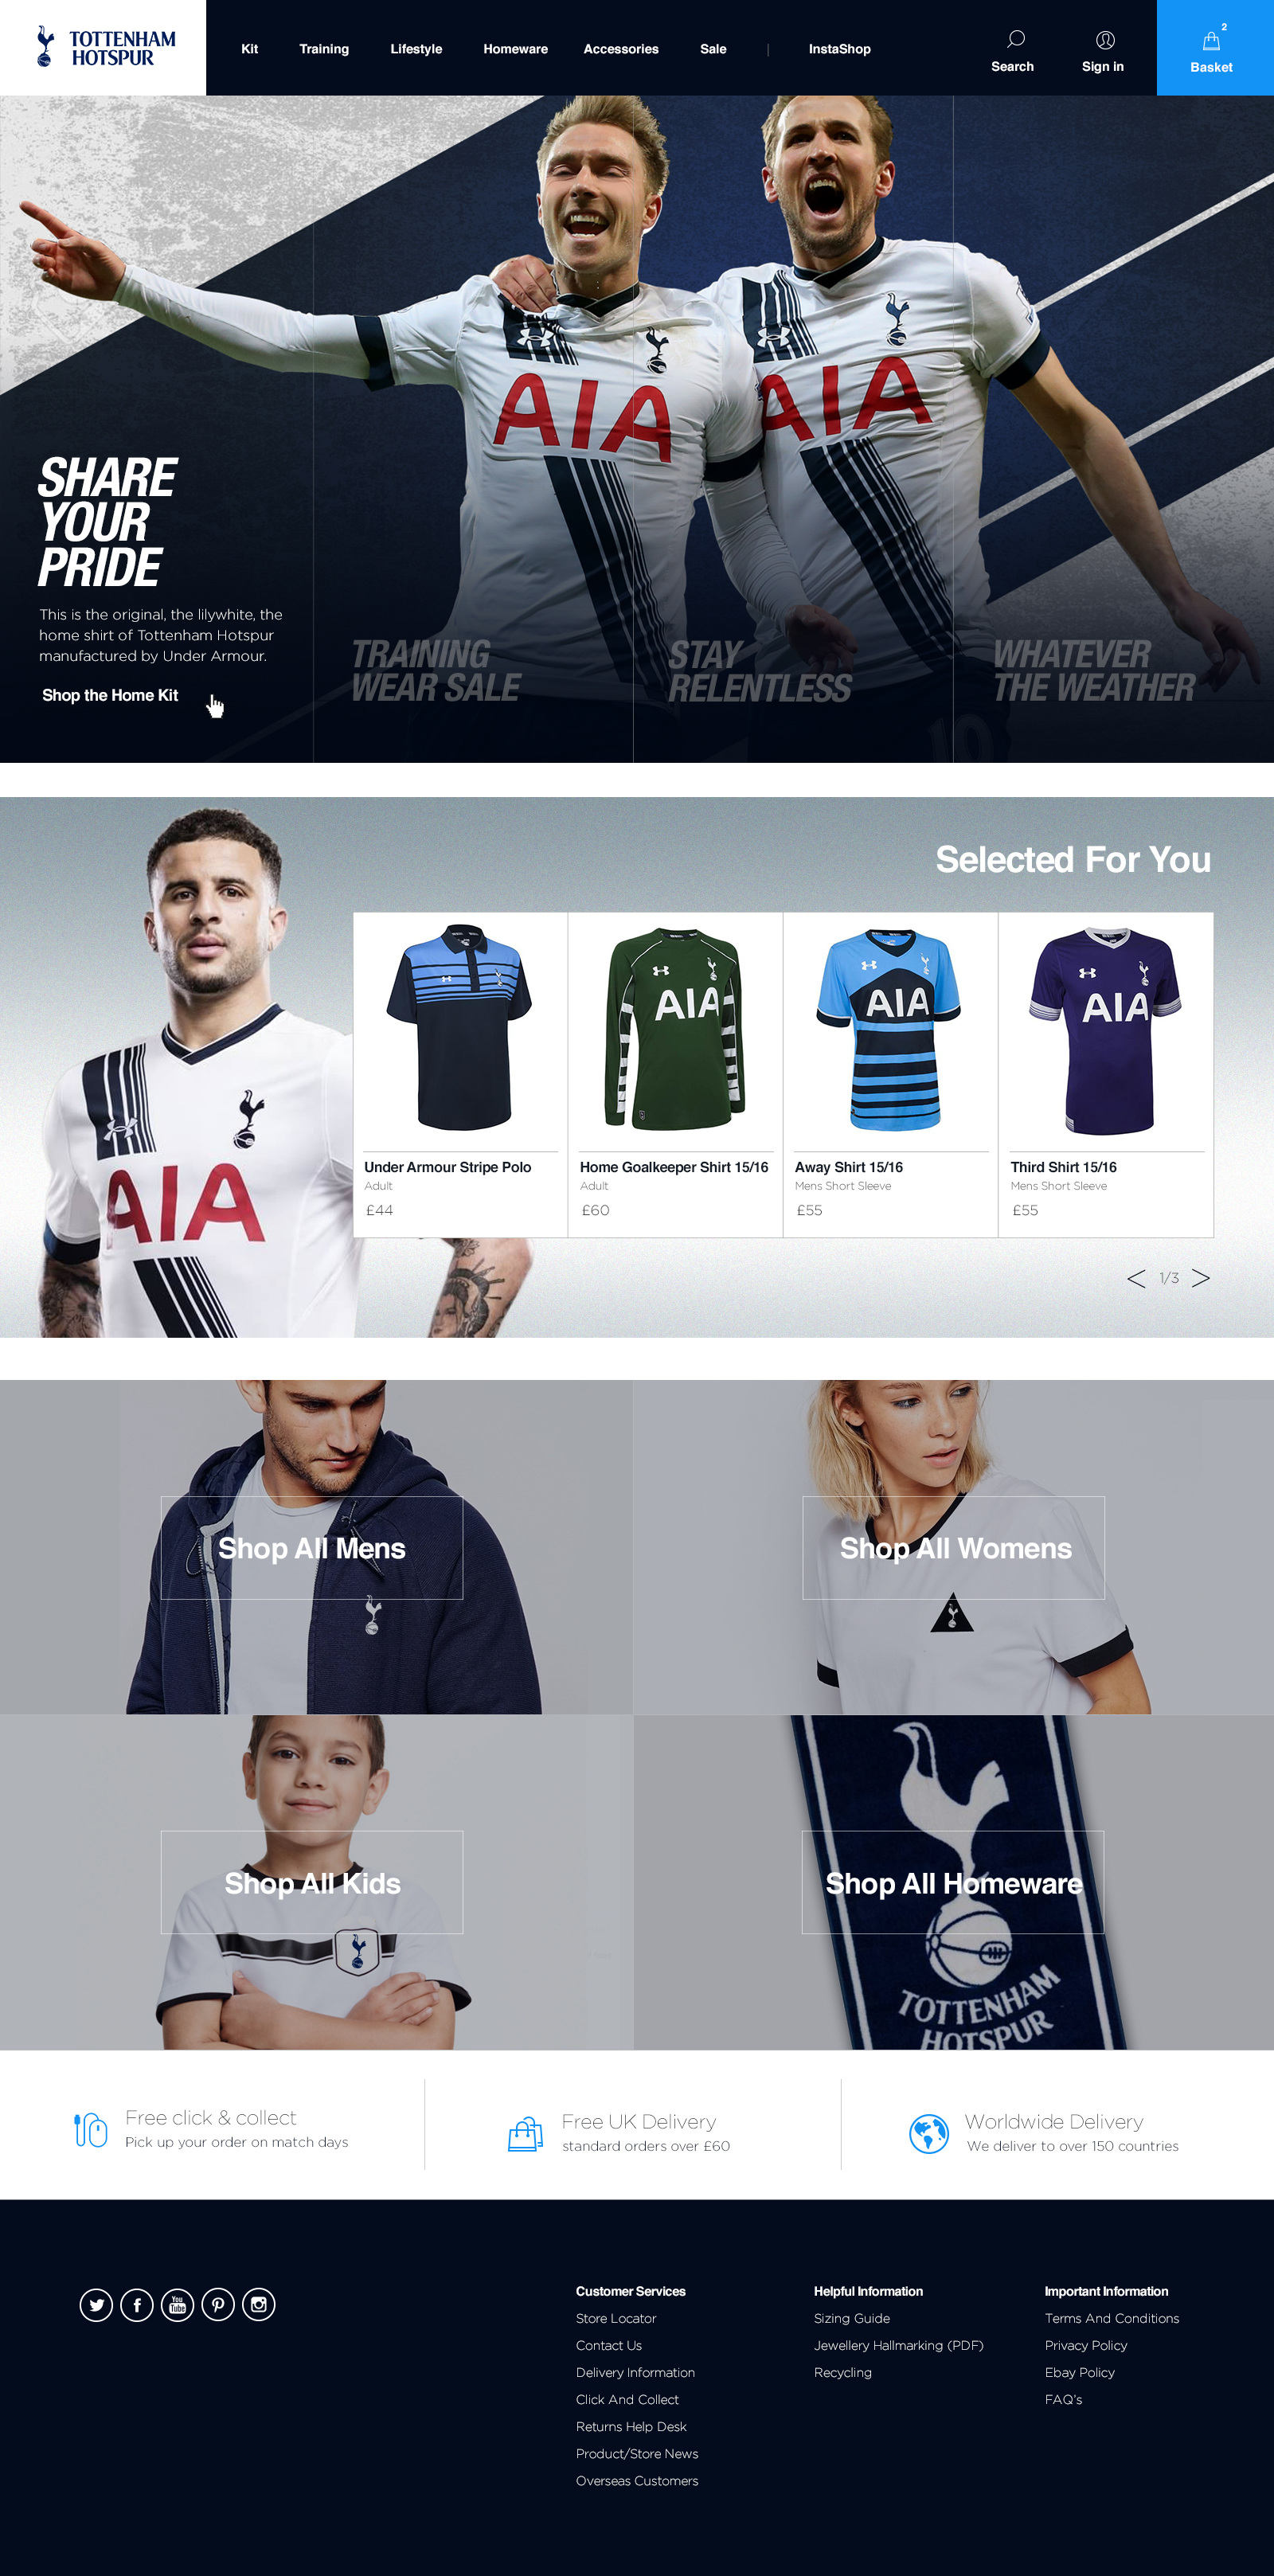 TOTTENHAM
HOTSPUR
Kit
Training
Lifestyle
Homeware
Accessories
Sale
|
InstaShop
Search
Sign in
2
Basket
AIA
AIA
SHARE
YOUR
PRIDE
This is the original, the lilywhite, the
home shirt of Tottenham Hotspur
manufactured by Under Armour.
Shop the Home Kit
TRAINING
WEAR SALE
STAY
RELENTLESS
WHATEVER
THE WEATHER
10
Selected For You
AIA
AIA
AIA
AIA
Under Armour Stripe Polo
Adult
£44
Home Goalkeeper Shirt 15/16
Adult
£60
Away Shirt 15/16
Mens Short Sleeve
£55
Third Shirt 15/16
Mens Short Sleeve
£55
< 1/3 >
Shop All Mens
Shop All Womens
Shop All Kids
Shop All Homeware
TOTTENHAM
HOTSPUR
Free click & collect
Pick up your order on match days
Free UK Delivery
standard orders over £60
Worldwide Delivery
We deliver to over 150 countries
You
Tube
Customer Services
Store Locator
Contact Us
Delivery Information
Click And Collect
Returns Help Desk
Product/Store News
Overseas Customers
Helpful Information
Sizing Guide
Jewellery Hallmarking (PDF)
Recycling
Important Information
Terms And Conditions
Privacy Policy
Ebay Policy
FAQ's